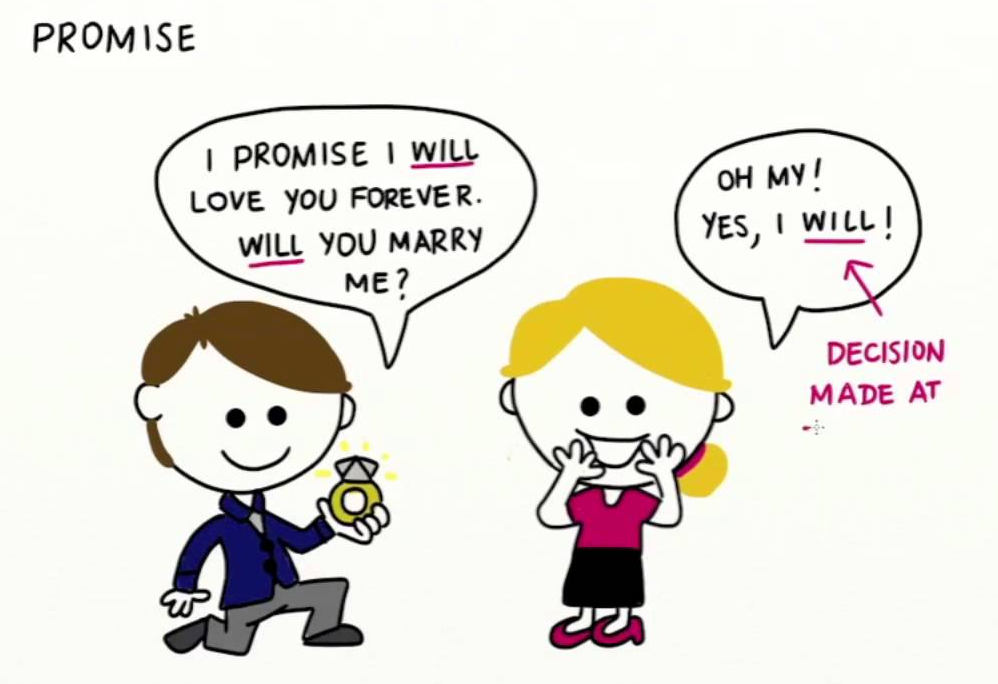 PROMISE
I PROMISE I WILL
LOVE YOU FOREVER.
WILL YOU MARRY
ME?
OH MY!
YES, I WILL!
DECISION
MADE AT